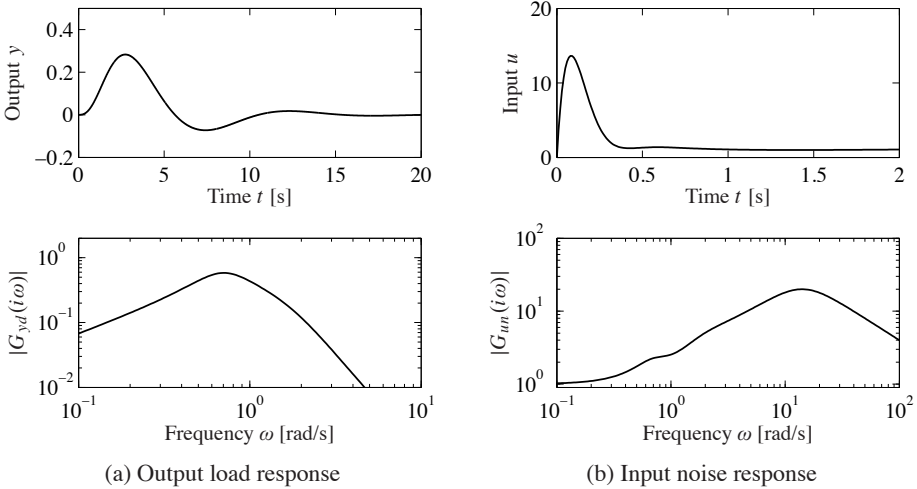 0.4
0.2
0
−0.2
Output y
0 5 10 15 20
Time t [s]
20
10
0
Input u
0 0.5 1 1.5 2
Time t [s]
10^0
10^−1
10^−2
|G_yd(iω)|
10^−1 10^0 10^1
Frequency ω [rad/s]
(a) Output load response
10^2
10^1
10^0
|G_un(iω)|
10^−1 10^0 10^1 10^2
Frequency ω [rad/s]
(b) Input noise response